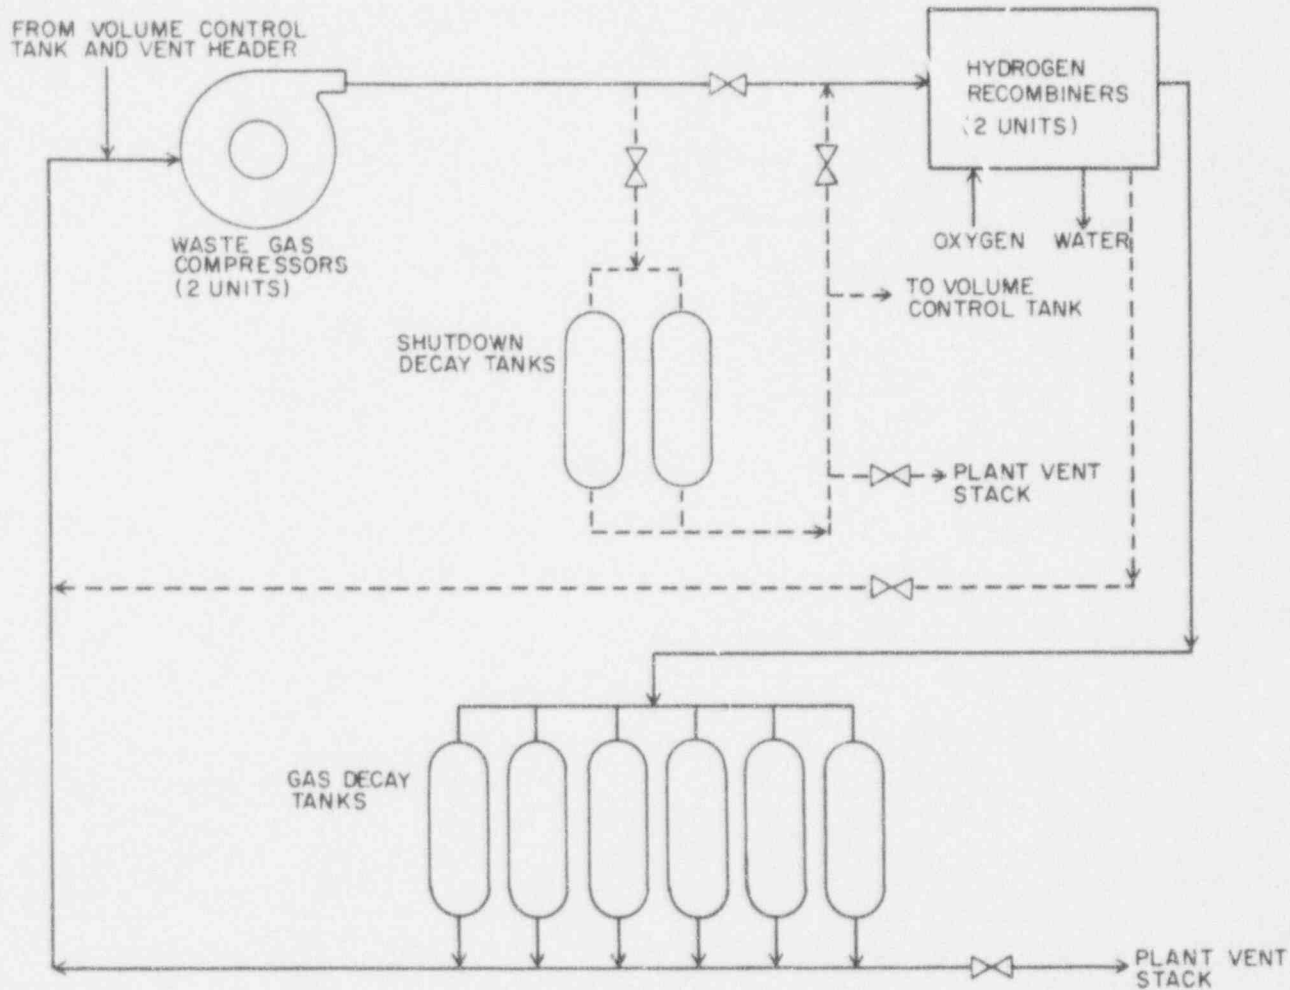 FROM VOLUME CONTROL
TANK AND VENT HEADER
HYDROGEN
RECOMBINERS
(2 UNITS)
WASTE GAS
COMPRESSORS
(2 UNITS)
OXYGEN
WATER
TO VOLUME
CONTROL TANK
SHUTDOWN
DECAY TANKS
PLANT VENT
STACK
GAS DECAY
TANKS
PLANT VENT
STACK